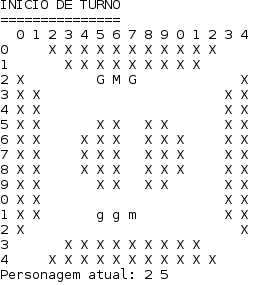 INICIO DE TURNO
===============
  0 1 2 3 4 5 6 7 8 9 0 1 2 3 4
0     X X X X X X X X X X X
1       X X X X X X X X X
2 X         G M G             X
3 X X                       X X
4 X X                       X X
5 X X       X X   X X       X X
6 X X     X X X   X X X     X X
7 X X     X X X   X X X     X X
8 X X     X X X   X X X     X X
9 X X       X X   X X       X X
0 X X                       X X
1 X X       g g m           X X
2 X                           X
3       X X X X X X X X X
4     X X X X X X X X X X X
Personagem atual: 2 5